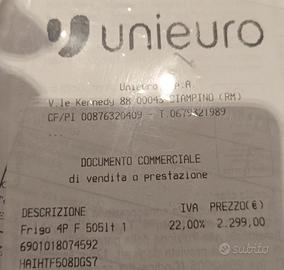 unieuro
Unieuro S.p.A.
V.le Kennedy 88 00043 CIAMPINO (RM)
CF/PI 00876320409 - T.0679321989
...
DOCUMENTO COMMERCIALE
di vendita o prestazione
DESCRIZIONE IVA PREZZO(€)
Frigo 4P F 505lt 1 22,00% 2.299,00
6901018074592
HAIHTF508DGS7
subito